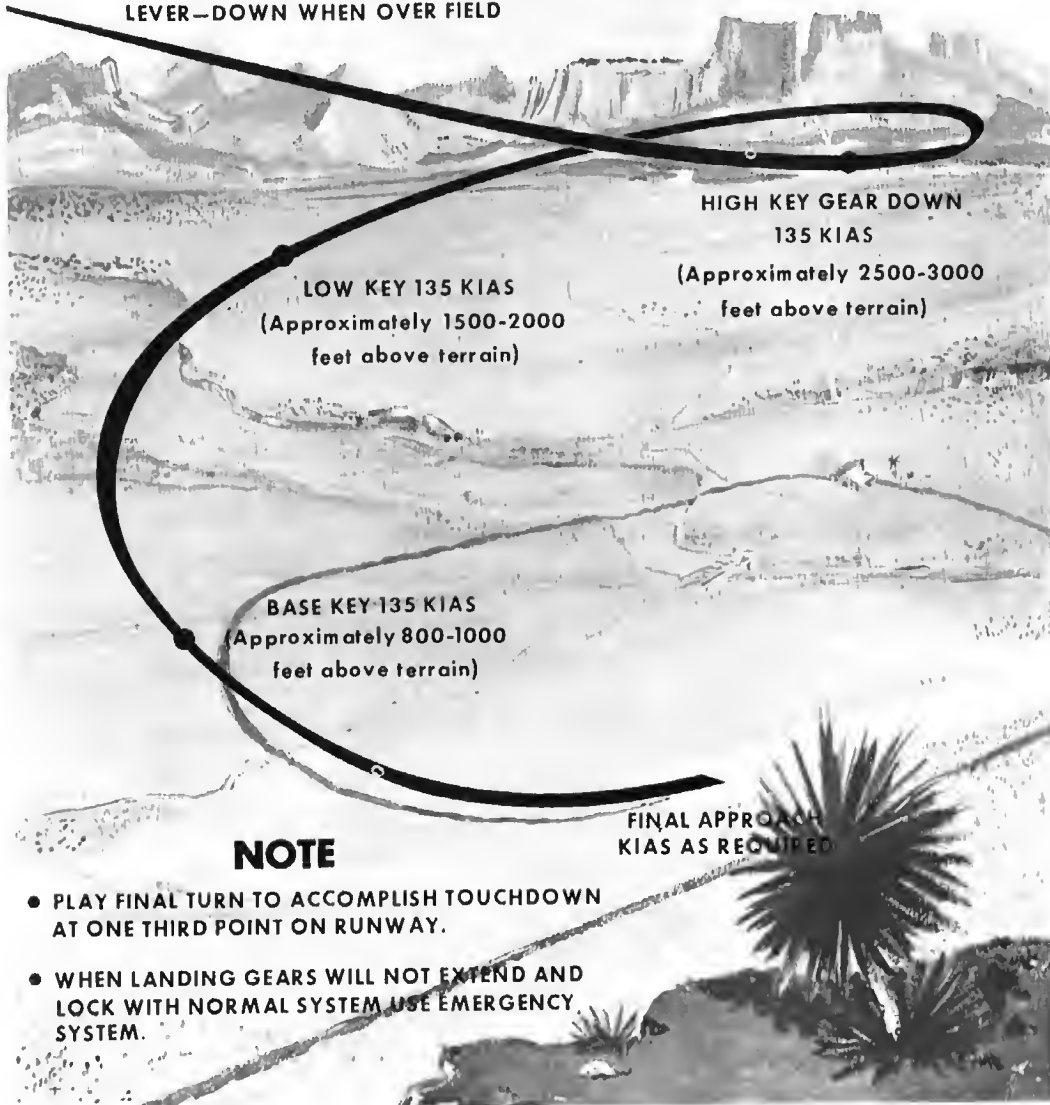 LEVER—DOWN WHEN OVER FIELD
HIGH KEY GEAR DOWN
135 KIAS
(Approximately 2500-3000
feet above terrain)
LOW KEY 135 KIAS
(Approximately 1500-2000
feet above terrain)
BASE KEY 135 KIAS
(Approximately 800-1000
feet above terrain)
FINAL APPROACH
KIAS AS REQUIRED
NOTE
● PLAY FINAL TURN TO ACCOMPLISH TOUCHDOWN
AT ONE THIRD POINT ON RUNWAY.
● WHEN LANDING GEARS WILL NOT EXTEND AND
LOCK WITH NORMAL SYSTEM USE EMERGENCY
SYSTEM.